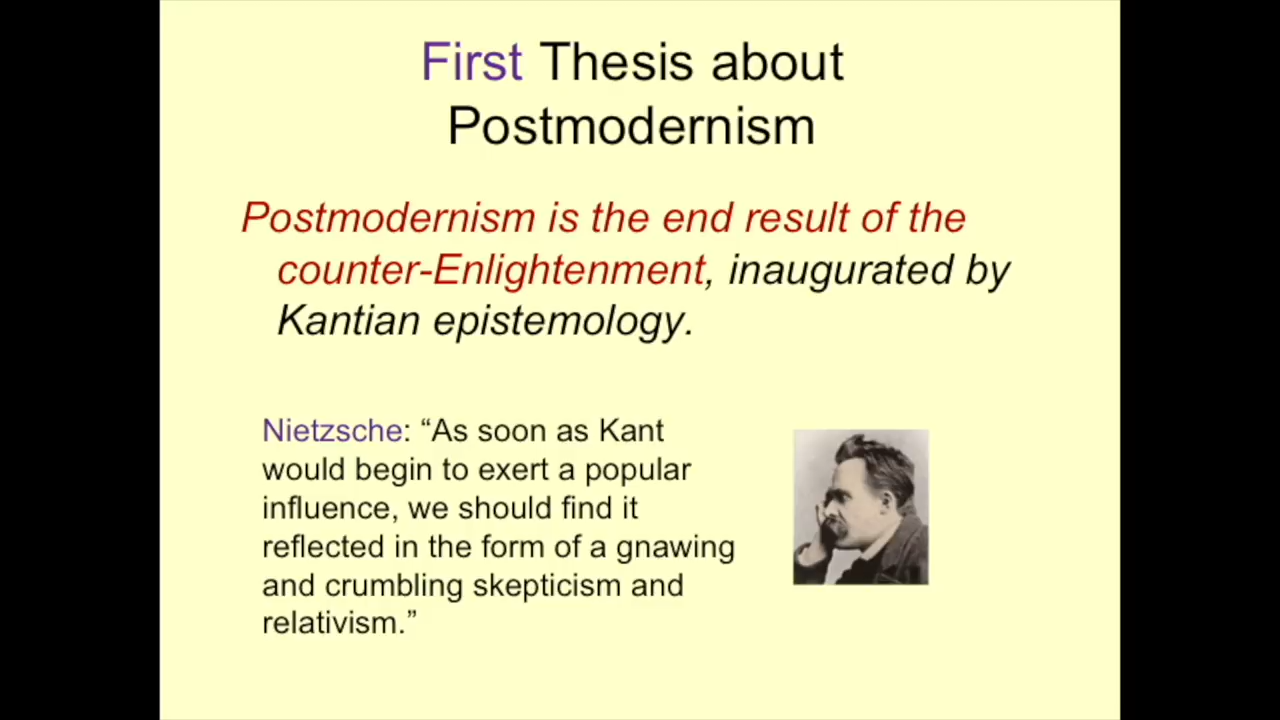 First Thesis about
Postmodernism
Postmodernism is the end result of the
counter-Enlightenment, inaugurated by
Kantian epistemology.
Nietzsche: “As soon as Kant
would begin to exert a popular
influence, we should find it
reflected in the form of a gnawing
and crumbling skepticism and
relativism.”